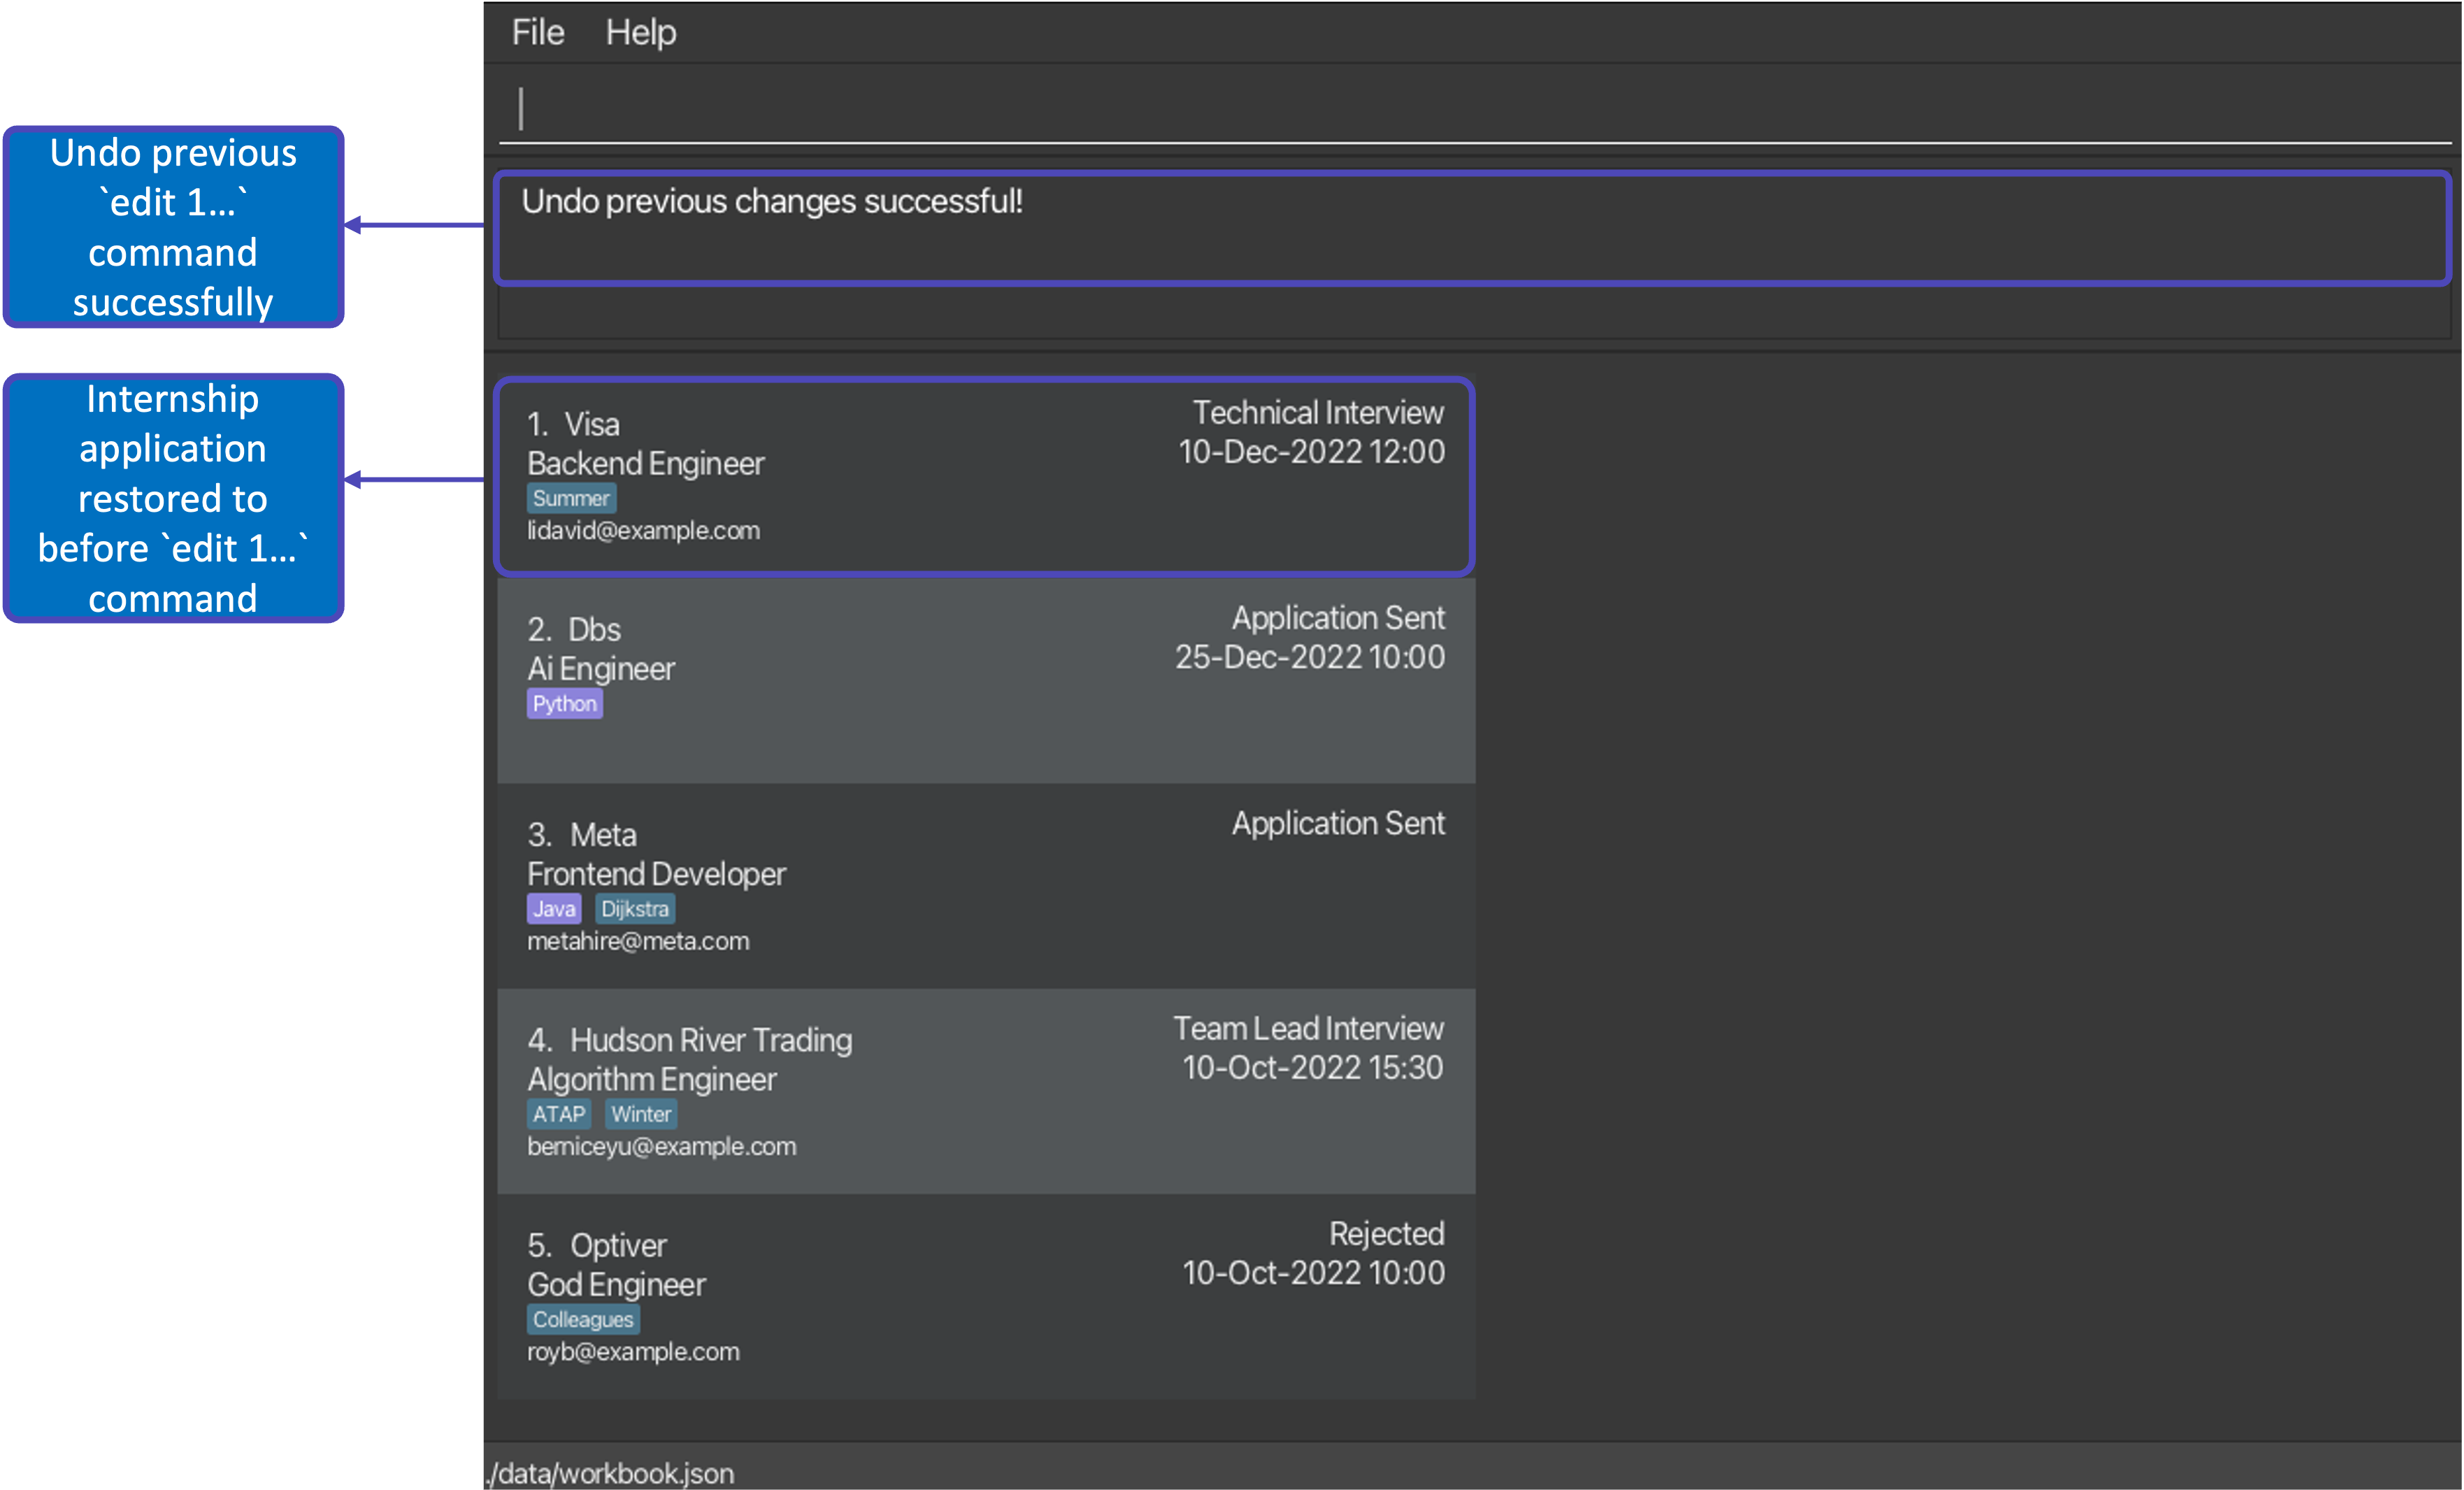 File Help
Undo previous
`edit 1...`
command
successfully
Undo previous changes successful!
Internship
application
restored to
before `edit 1...`
command
1. Visa
Technical Interview
Backend Engineer
10-Dec-2022 12:00
Summer
lidavid@example.com
2. Dbs
Application Sent
Ai Engineer
25-Dec-2022 10:00
Python
3. Meta
Application Sent
Frontend Developer
Java Dijkstra
metahire@meta.com
4. Hudson River Trading
Team Lead Interview
Algorithm Engineer
10-Oct-2022 15:30
ATAP Winter
berniceyu@example.com
5. Optiver
Rejected
God Engineer
10-Oct-2022 10:00
Colleagues
royb@example.com
./data/workbook.json